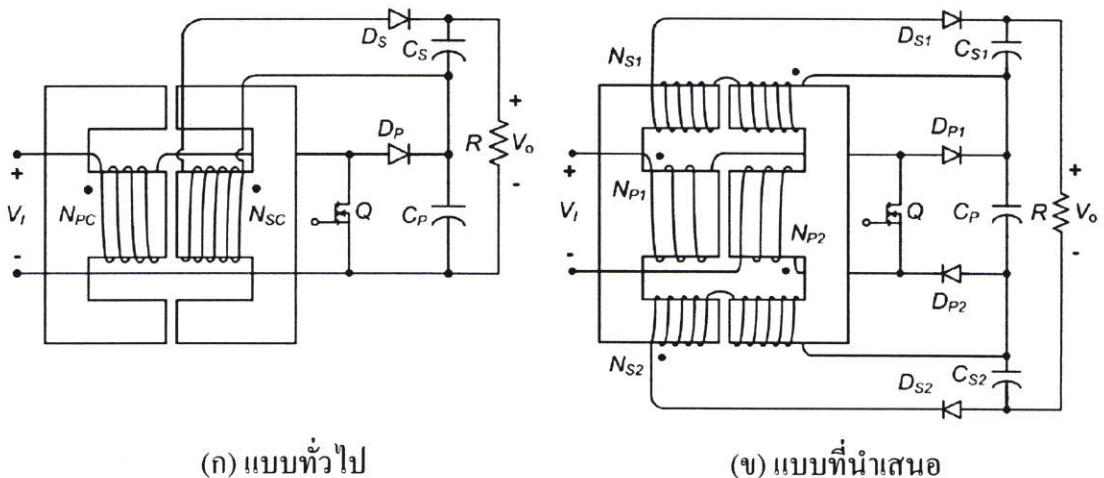 D_S
C_S
D_P
R
V_o
+
-
+
V_I
-
N_PC
N_SC
Q
C_P
(ก) แบบทั่วไป
N_S1
D_S1
C_S1
D_P1
+
V_I
-
N_P1
N_P2
Q
C_P
R
+
V_o
-
D_P2
N_S2
D_S2
C_S2
(ข) แบบที่นำเสนอ